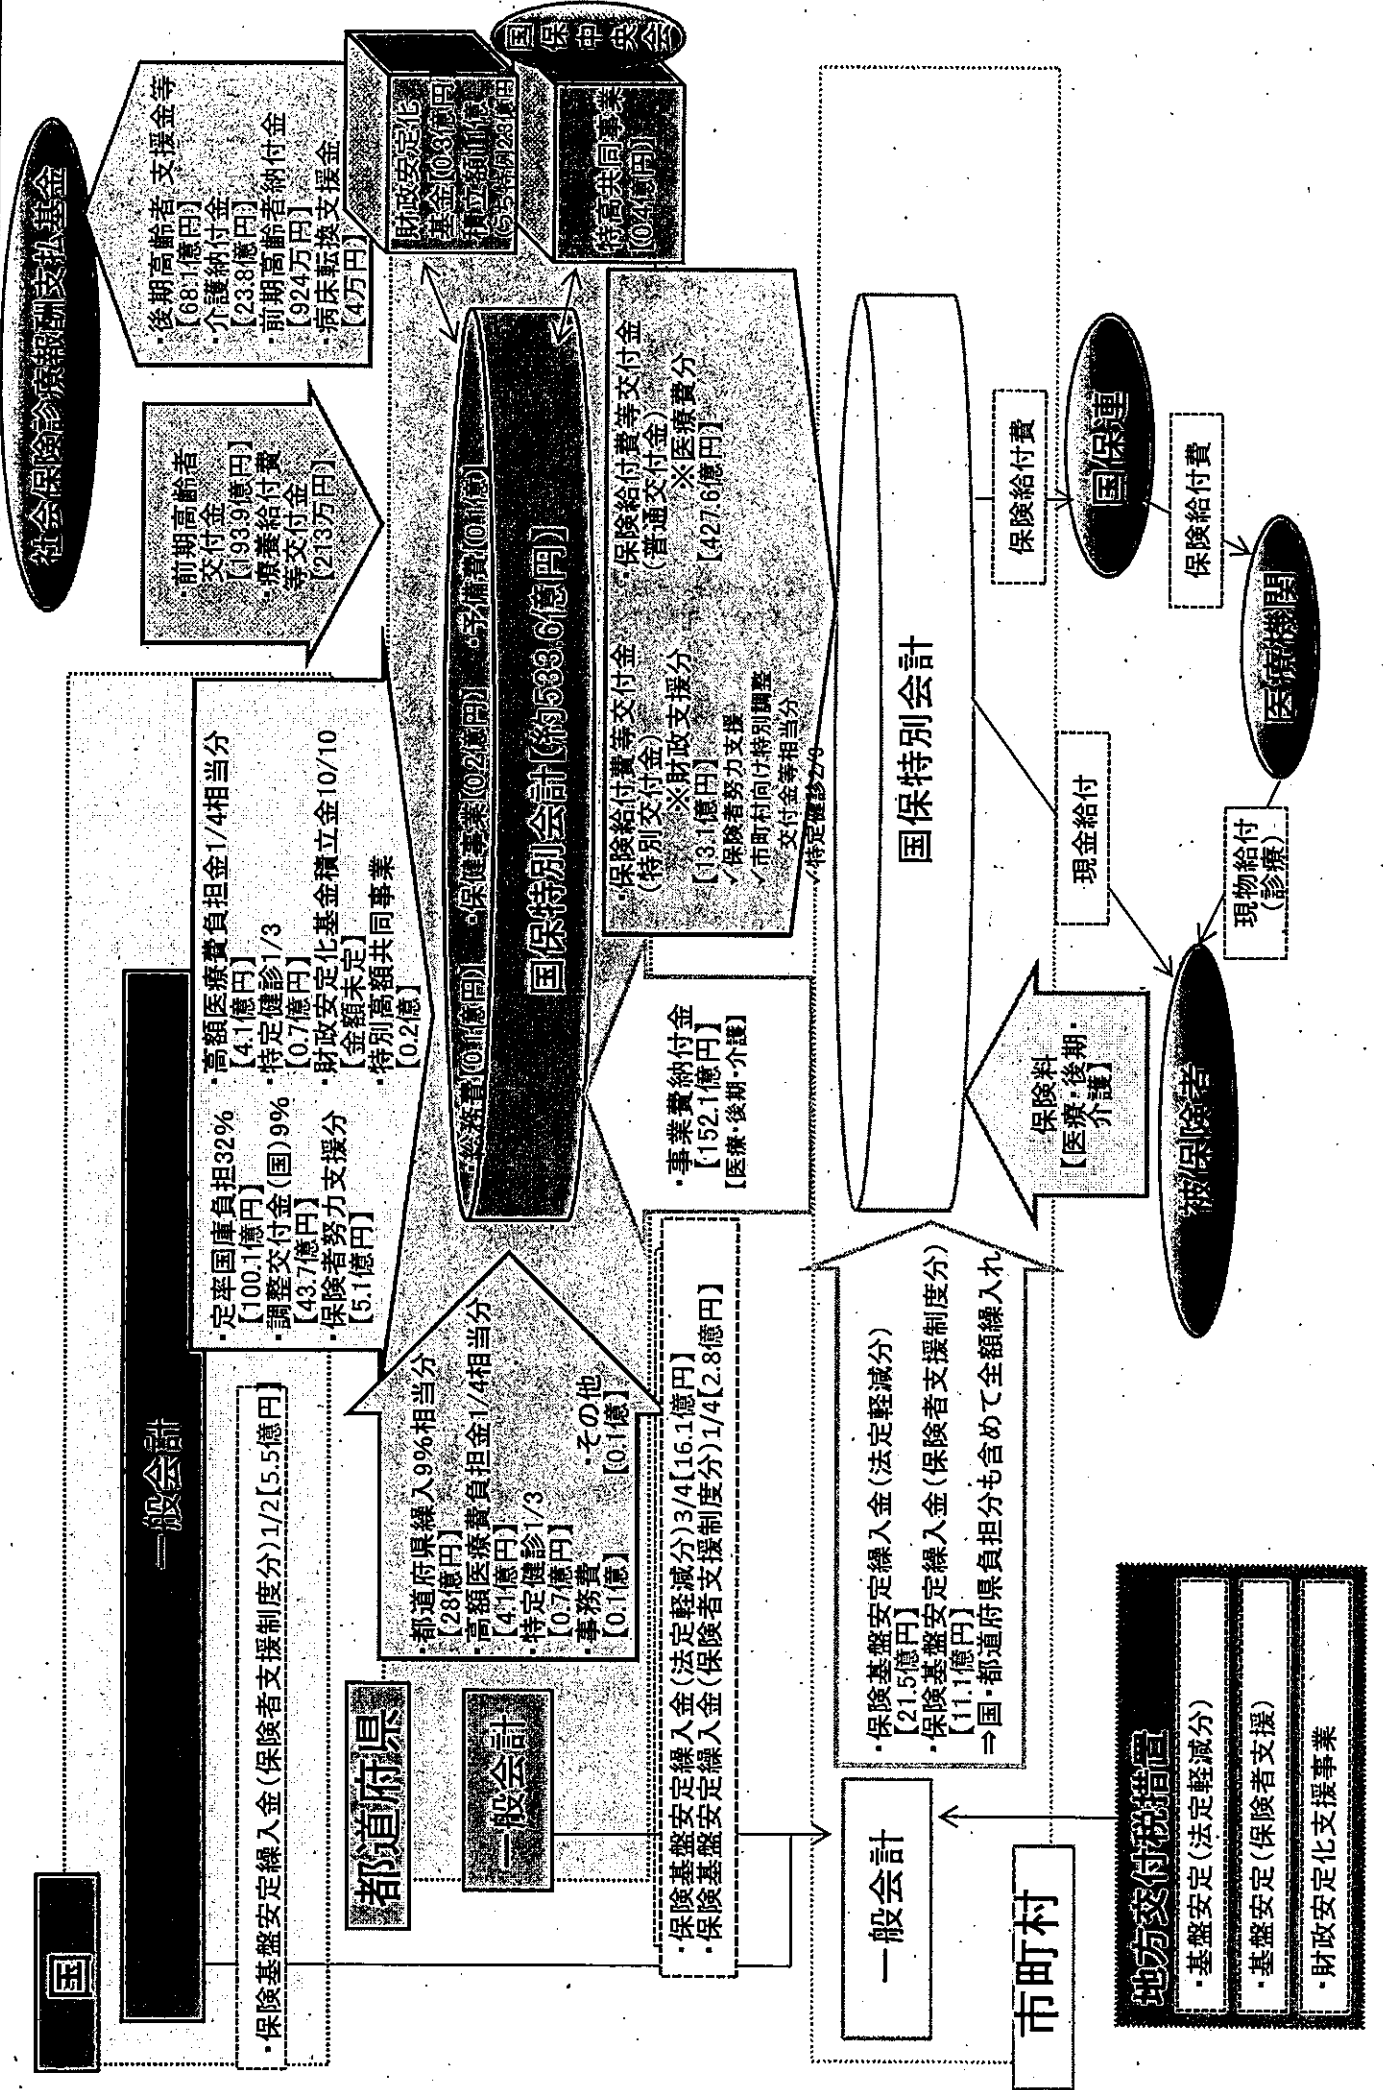 国
一般会計
・保険基盤安定繰入金(保険者支援制度分)1/2【5.5億円】
・定率国庫負担32%
【100.1億円】
・調整交付金(国)9%
【43.7億円】
・保険者努力支援分
【5.1億円】
・高額医療費負担金1/4相当分
【4.1億円】
・特定健診1/3
【0.7億円】
・財政安定化基金積立金10/10
【金額未定】
・特別高額共同事業
【0.2億】
社会保険診療報酬支払基金
・前期高齢者
交付金
【193.9億円】
・療養給付費
等交付金
【213万円】
・後期高齢者 支援金等
【68.1億円】
・介護納付金
【23.8億円】
・前期高齢者納付金
【924万円】
・病床転換支援金
【4万円】
都道府県
一般会計
・都道府県繰入9%相当分
【28億円】
・高額医療費負担金1/4相当分
【4.1億円】
・特定健診1/3
【0.7億円】
・事務費
【0.1億】
・その他
【0.1億】
・総務費【0.1億円】 ・保健事業【0.2億円】 ・予備費【0.1億】
国保特別会計【約533.6億円】
財政安定化
基金【0.3億円】
国保中央会
特高共同事業
【0.4億円】
・保険基盤安定繰入金(法定軽減分)3/4【16.1億円】
・保険基盤安定繰入金(保険者支援制度分)1/4【2.8億円】
・事業費納付金
【152.1億円】
【医療・後期・介護】
・保険給付費等交付金
(特別交付金)
※財政支援分
【13.1億円】
✓保険者努力支援
✓市町村向け特別調整
交付金等相当分
✓特定健診2/3
・保険給付費等交付金
(普通交付金)
※医療費分
【427.6億円】
市町村
一般会計
・保険基盤安定繰入金(法定軽減分)
【21.5億円】
・保険基盤安定繰入金(保険者支援制度分)
【11.1億円】
⇒国・都道府県負担分も含めて全額繰入れ
国保特別会計
保険料
【医療・後期・
介護】
被保険者
現金給付
保険給付費
国保連
保険給付費
医療機関
現物給付
(診療)
地方交付税措置
・基盤安定(法定軽減分)
・基盤安定(保険者支援)
・財政安定化支援事業